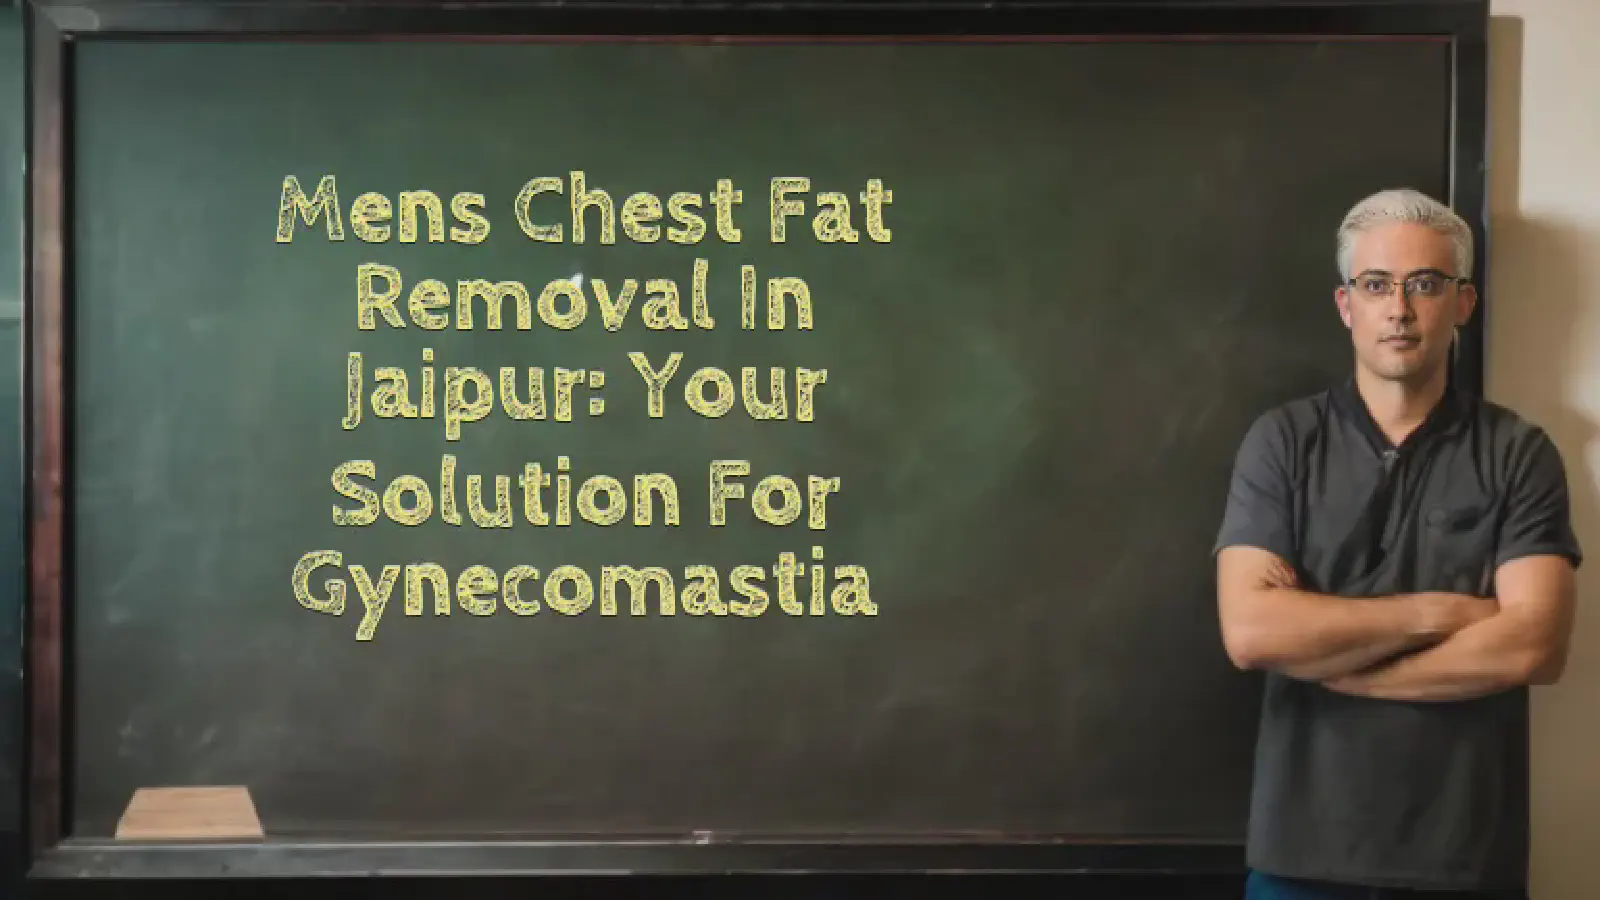 Mens Chest Fat
Removal In
Jaipur: Your
Solution For
Gynecomastia